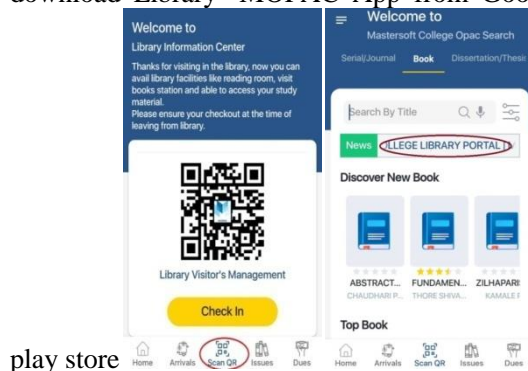 download Library MOPAC App from Goo
Welcome to
Library Information Center
Thanks for visiting in the library, now you can
avail library facilities like reading room, visit
books station and able to access your study
material.
Please ensure your checkout at the time of
leaving from library.
Library Visitor's Management
Check In
Home Arrivals Scan QR Issues Dues
Welcome to
Mastersoft College Opac Search
Serial/Journal Book Dissertation/Thesis
Search By Title
News OLLEGE LIBRARY PORTAL
Discover New Book
ABSTRACT... FUNDAMEN... ZILHAPARI
CHAUDHARI P... THORE SHIVA... KAMALE
Top Book
Home Arrivals Scan QR Issues Dues
play store